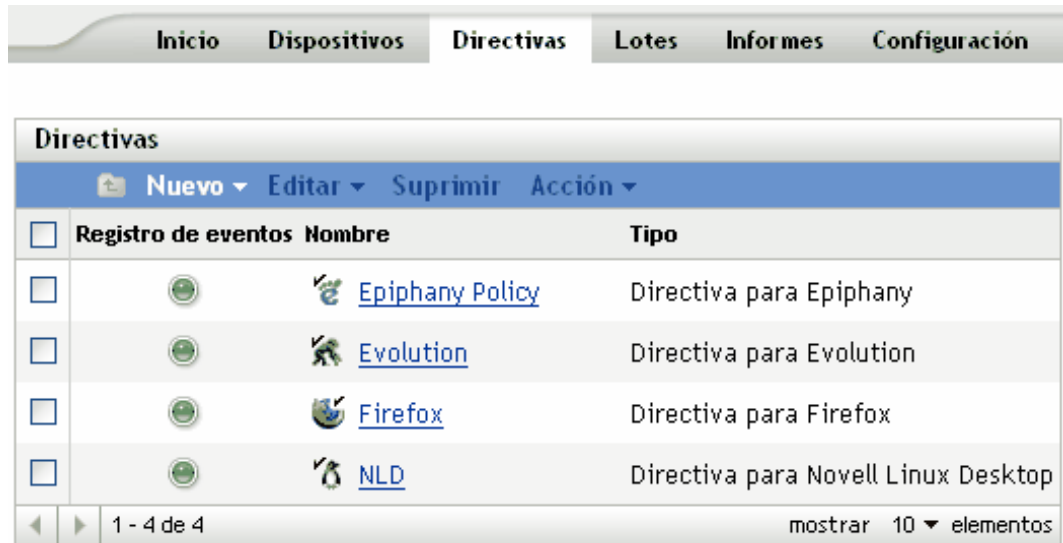 Inicio Dispositivos Directivas Lotes Informes Configuración
Directivas
Nuevo Editar Suprimir Acción
Registro de eventos Nombre Tipo
Epiphany Policy Directiva para Epiphany
Evolution Directiva para Evolution
Firefox Directiva para Firefox
NLD Directiva para Novell Linux Desktop
1 - 4 de 4 mostrar 10 elementos